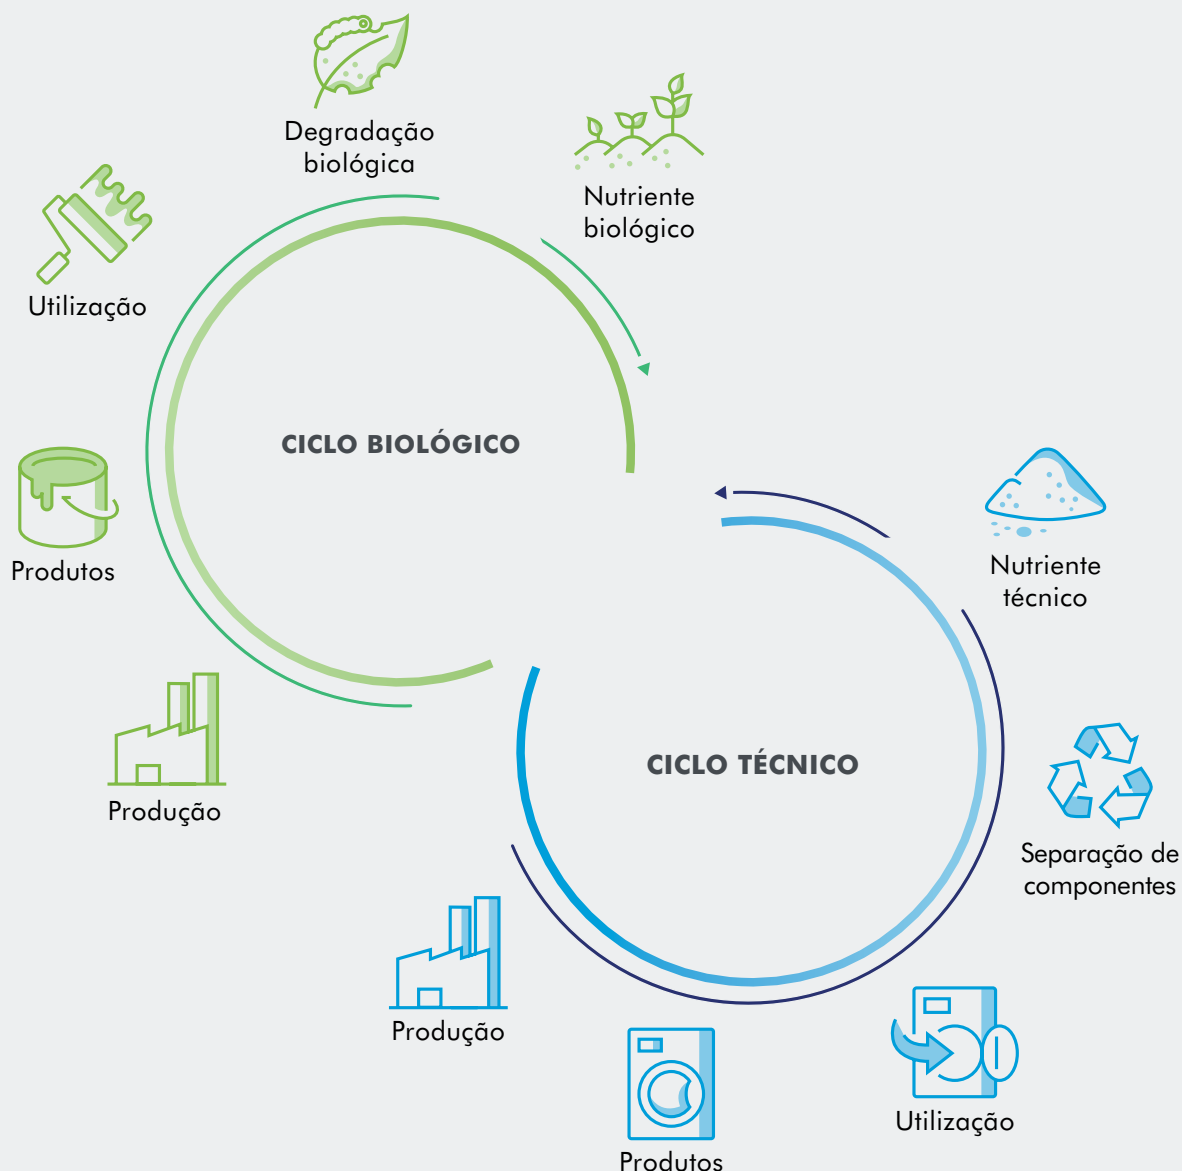 Degradação
biológica
Nutriente
biológico
Utilização
CICLO BIOLÓGICO
Produtos
Nutriente
técnico
Produção
CICLO TÉCNICO
Separação de
componentes
Produção
Utilização
Produtos